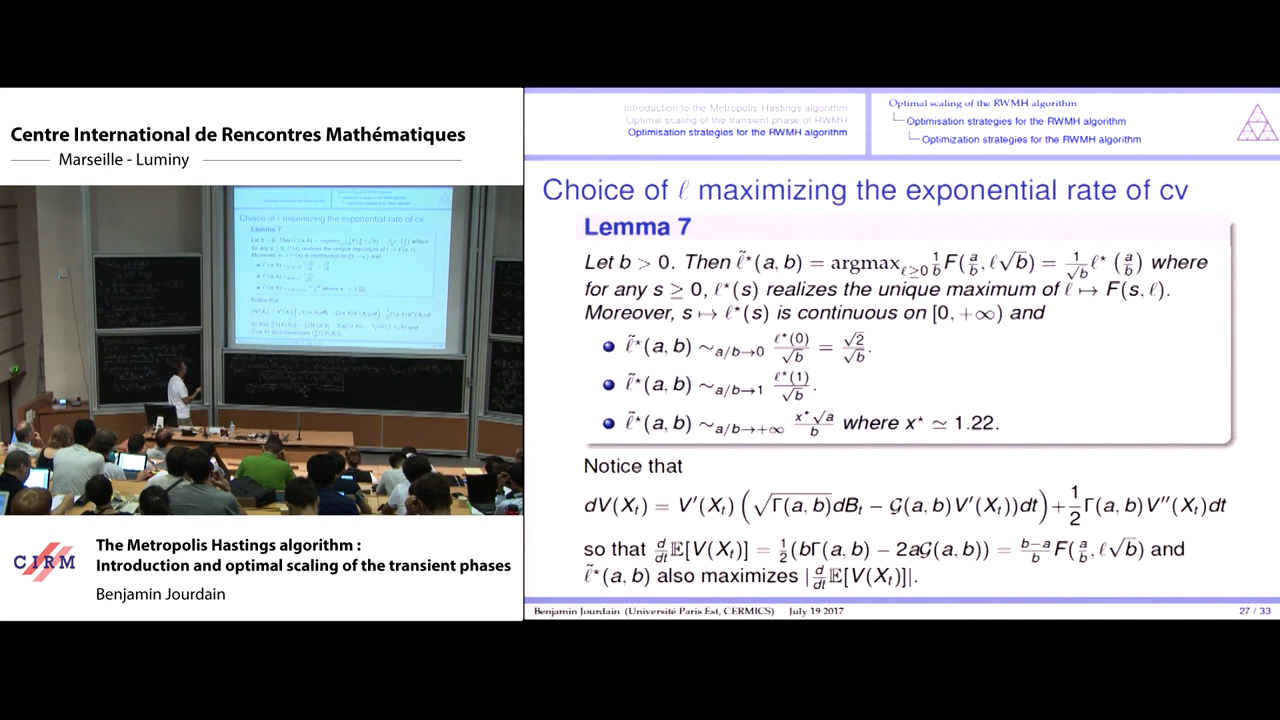 Centre International de Rencontres Mathématiques
Marseille - Luminy
Introduction to the Metropolis Hastings algorithm
Optimal scaling of the transient phase of RWMH
Optimisation strategies for the RWMH algorithm
Optimal scaling of the RWMH algorithm
Optimisation strategies for the RWMH algorithm
Optimization strategies for the RWMH algorithm
Choice of ℓ maximizing the exponential rate of cv
Lemma 7
Let b > 0. Then ℓ̃⋆(a, b) = argmax_{ℓ≥0} 1/b F(a/b, ℓ√b) = 1/√b ℓ⋆(a/b) where
for any s ≥ 0, ℓ⋆(s) realizes the unique maximum of ℓ ↦ F(s, ℓ).
Moreover, s ↦ ℓ⋆(s) is continuous on [0, +∞) and
ℓ̃⋆(a, b) ∼_{a/b→0} ℓ⋆(0)/√b = √2/√b.
ℓ̃⋆(a, b) ∼_{a/b→1} ℓ⋆(1)/√b.
ℓ̃⋆(a, b) ∼_{a/b→+∞} x⋆√a/b where x⋆ ≃ 1.22.
Notice that
dV(X_t) = V′(X_t) (√Γ(a, b)dB_t − 𝒢(a, b)V′(X_t))dt) + 1/2 Γ(a, b)V″(X_t)dt
so that d/dt 𝔼[V(X_t)] = 1/2(bΓ(a, b) − 2a𝒢(a, b)) = b−a/b F(a/b, ℓ√b) and
ℓ̃⋆(a, b) also maximizes |d/dt 𝔼[V(X_t)]|.
Benjamin Jourdain (Université Paris Est, CERMICS) July 19 2017 27 / 33
CIRM
The Metropolis Hastings algorithm :
Introduction and optimal scaling of the transient phases
Benjamin Jourdain